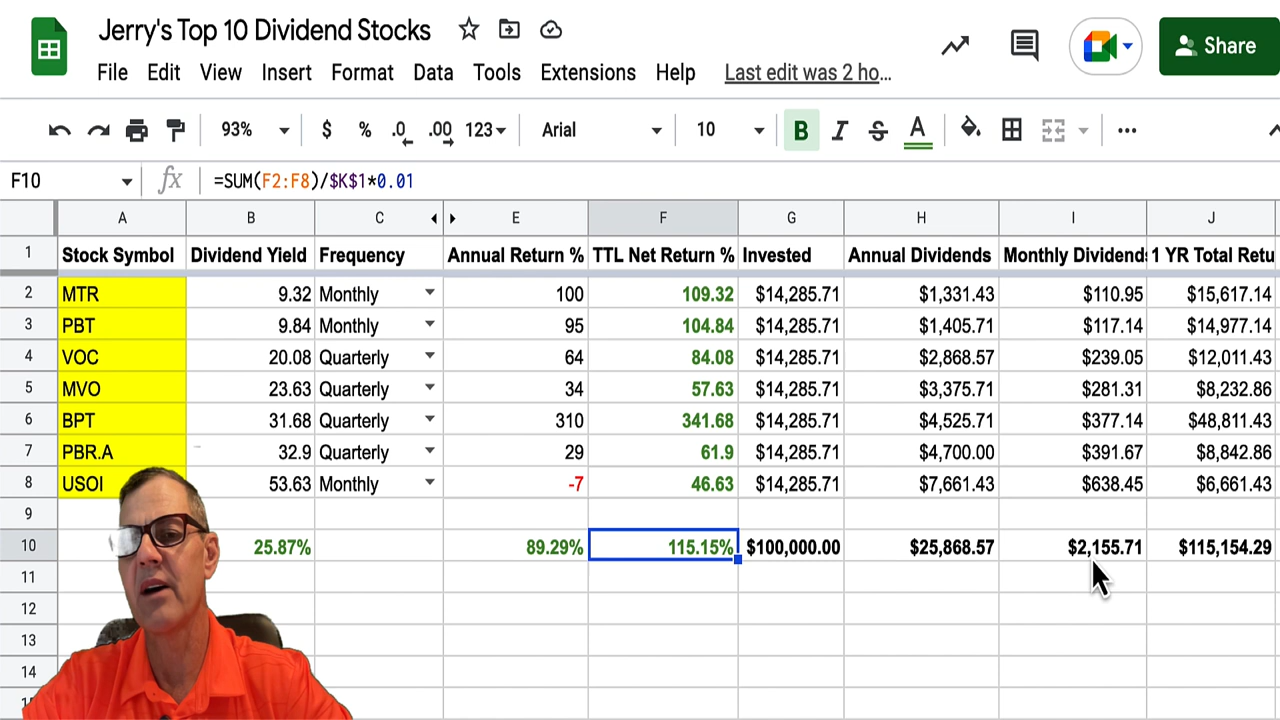 Jerry's Top 10 Dividend Stocks
Share
File Edit View Insert Format Data Tools Extensions Help Last edit was 2 ho...
93% $ % .0 .00 123 Arial 10 B I S A ...
F10 fx =SUM(F2:F8)/$K$1*0.01
A B C E F G H I J
1 Stock Symbol Dividend Yield Frequency Annual Return % TTL Net Return % Invested Annual Dividends Monthly Dividends 1 YR Total Retu
2 MTR 9.32 Monthly 100 109.32 $14,285.71 $1,331.43 $110.95 $15,617.14
3 PBT 9.84 Monthly 95 104.84 $14,285.71 $1,405.71 $117.14 $14,977.14
4 VOC 20.08 Quarterly 64 84.08 $14,285.71 $2,868.57 $239.05 $12,011.43
5 MVO 23.63 Quarterly 34 57.63 $14,285.71 $3,375.71 $281.31 $8,232.86
6 BPT 31.68 Quarterly 310 341.68 $14,285.71 $4,525.71 $377.14 $48,811.43
7 PBR.A 32.9 Quarterly 29 61.9 $14,285.71 $4,700.00 $391.67 $8,842.86
8 USOI 53.63 Monthly -7 46.63 $14,285.71 $7,661.43 $638.45 $6,661.43
9
10 25.87% 89.29% 115.15% $100,000.00 $25,868.57 $2,155.71 $115,154.29
11
12
13
14